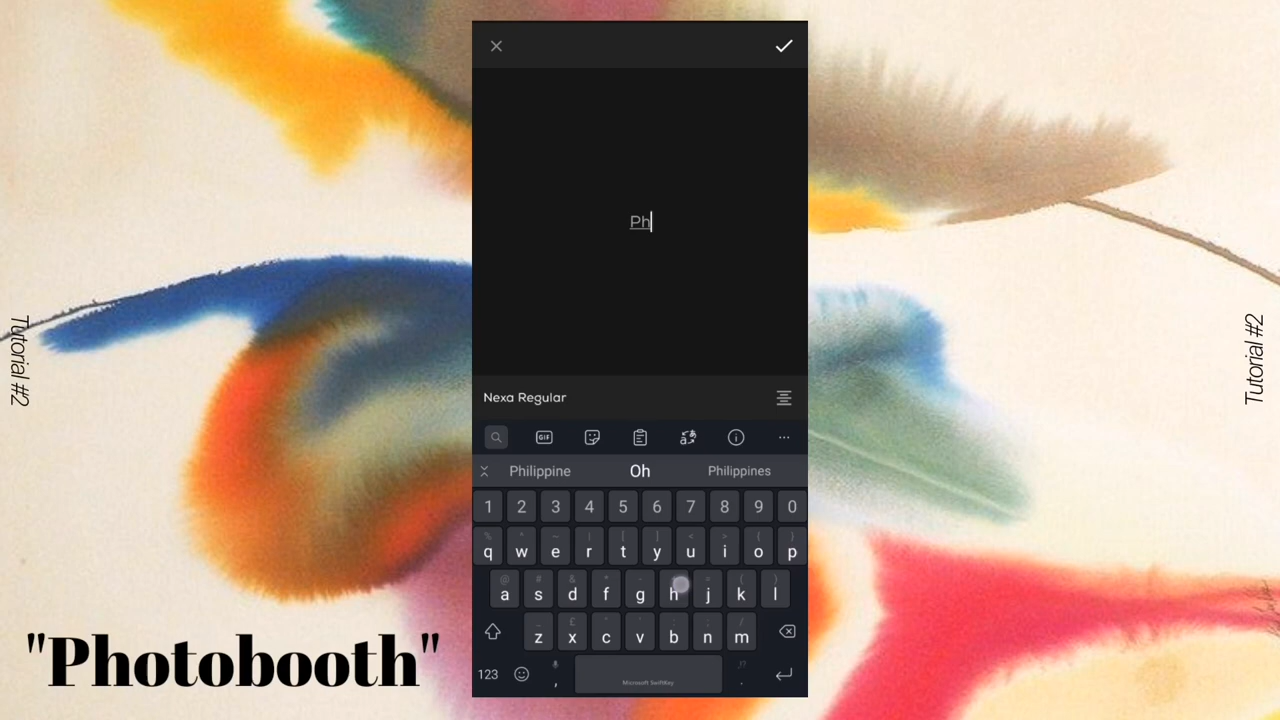 Ph
Nexa Regular
GIF
Philippine Oh Philippines
1 2 3 4 5 6 7 8 9 0
q w e r t y u i o p
a s d f g h j k l
z x c v b n m
123 , .
Microsoft SwiftKey
Tutorial #2
Tutorial #2
"Photobooth"